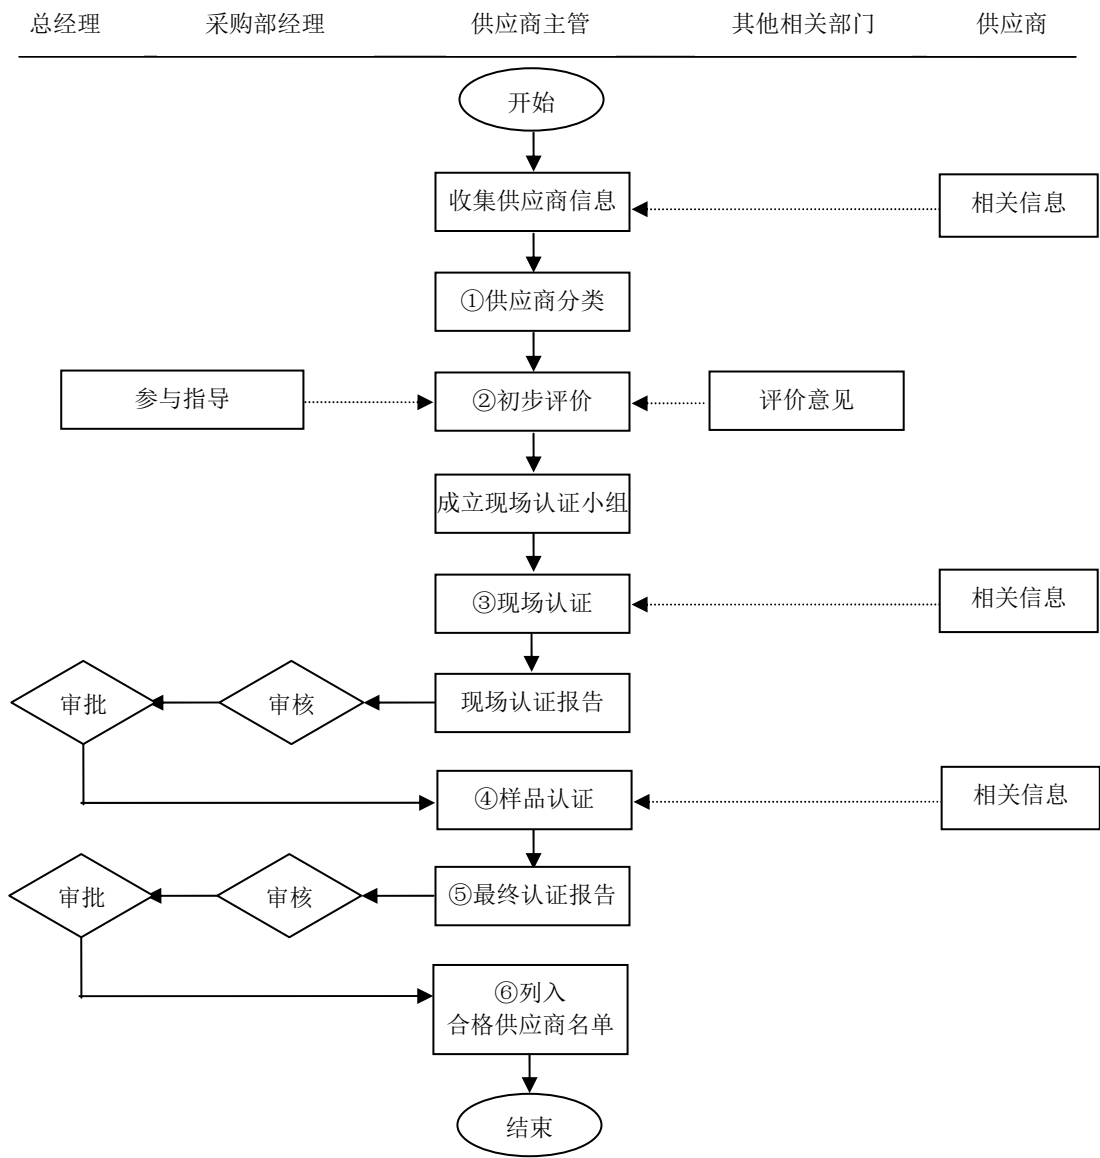 总经理
采购部经理
供应商主管
其他相关部门
供应商
开始
收集供应商信息
相关信息
①供应商分类
参与指导
②初步评价
评价意见
成立现场认证小组
③现场认证
相关信息
审批
审核
现场认证报告
④样品认证
相关信息
审批
审核
⑤最终认证报告
⑥列入
合格供应商名单
结束